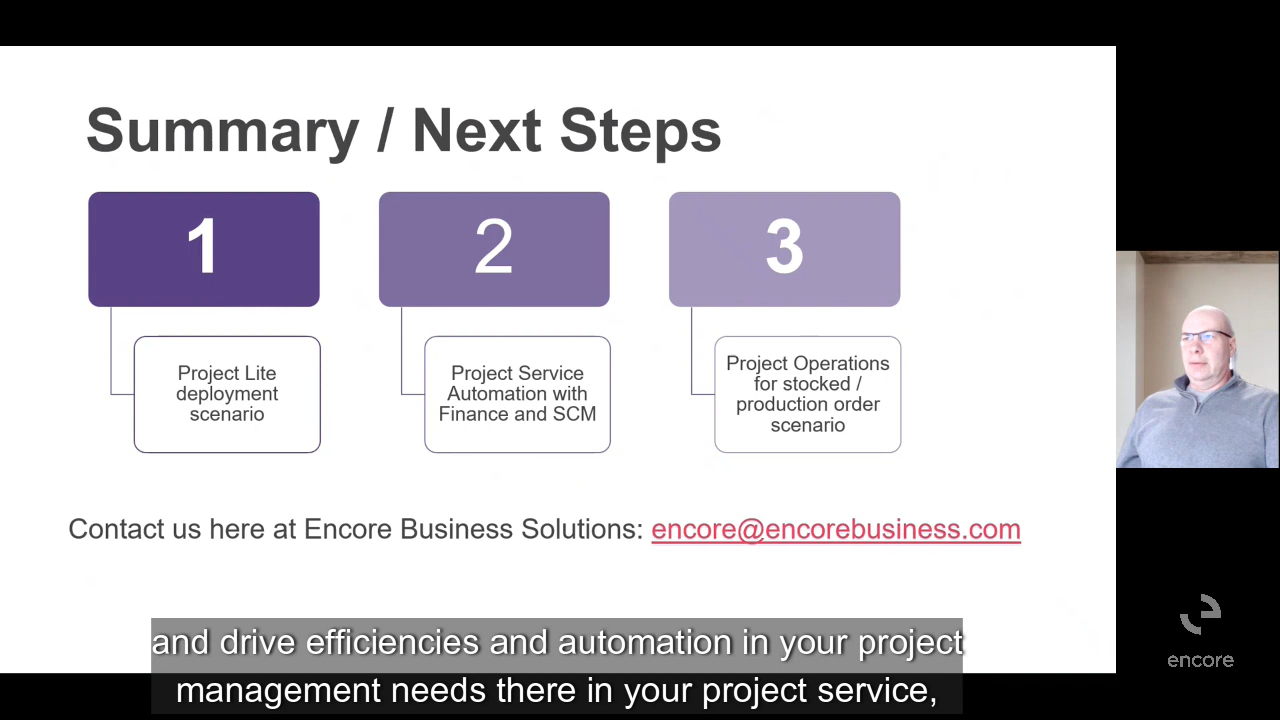 Summary / Next Steps
1
2
3
Project Lite
deployment
scenario
Project Service
Automation with
Finance and SCM
Project Operations
for stocked /
production order
scenario
Contact us here at Encore Business Solutions: encore@encorebusiness.com
and drive efficiencies and automation in your project
management needs there in your project service,
encore